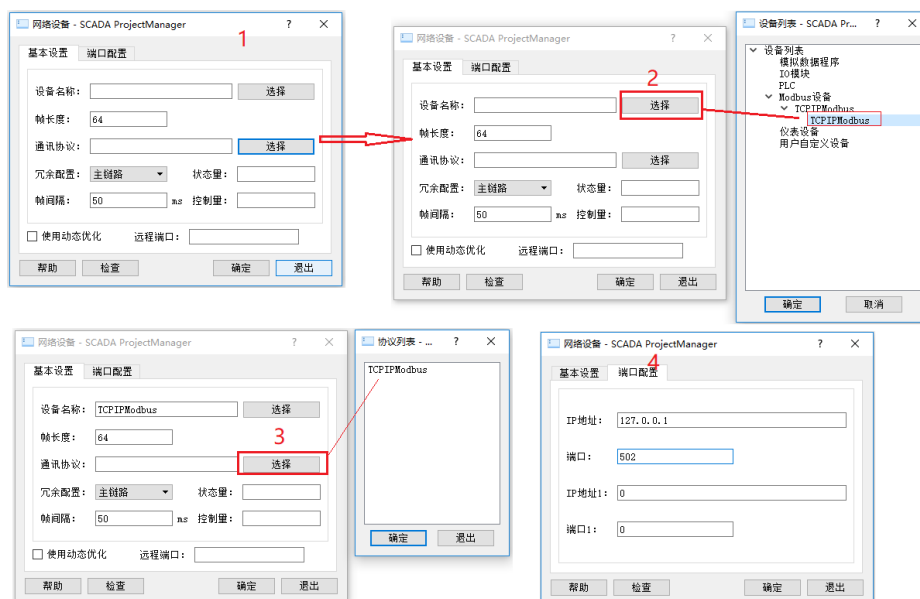 网络设备 - SCADA ProjectManager ? ×
1
基本设置 端口配置
设备名称: 选择
帧长度: 64
通讯协议: 选择
冗余配置: 主链路 状态量:
帧间隔: 50 ms 控制量:
使用动态优化 远程端口:
帮助 检查 确定 退出
网络设备 - SCADA ProjectManager ? ×
基本设置 端口配置
2
设备名称: 选择
帧长度: 64
通讯协议: 选择
冗余配置: 主链路 状态量:
帧间隔: 50 ms 控制量:
使用动态优化 远程端口:
帮助 检查 确定 退出
设备列表 - SCADA Pr... ? ×
设备列表
模拟数据程序
IO模块
PLC
Modbus设备
TCPIPModbus
TCPIPModbus
仪表设备
用户自定义设备
确定 取消
网络设备 - SCADA ProjectManager ? ×
基本设置 端口配置
设备名称: TCPIPModbus 选择
帧长度: 64
3
通讯协议: 选择
冗余配置: 主链路 状态量:
帧间隔: 50 ms 控制量:
使用动态优化 远程端口:
帮助 检查 确定 退出
协议列表 - ... ? ×
TCPIPModbus
确定 退出
网络设备 - SCADA ProjectManager ? ×
4
基本设置 端口配置
IP地址: 127.0.0.1
端口: 502
IP地址1: 0
端口1: 0
帮助 检查 确定 退出